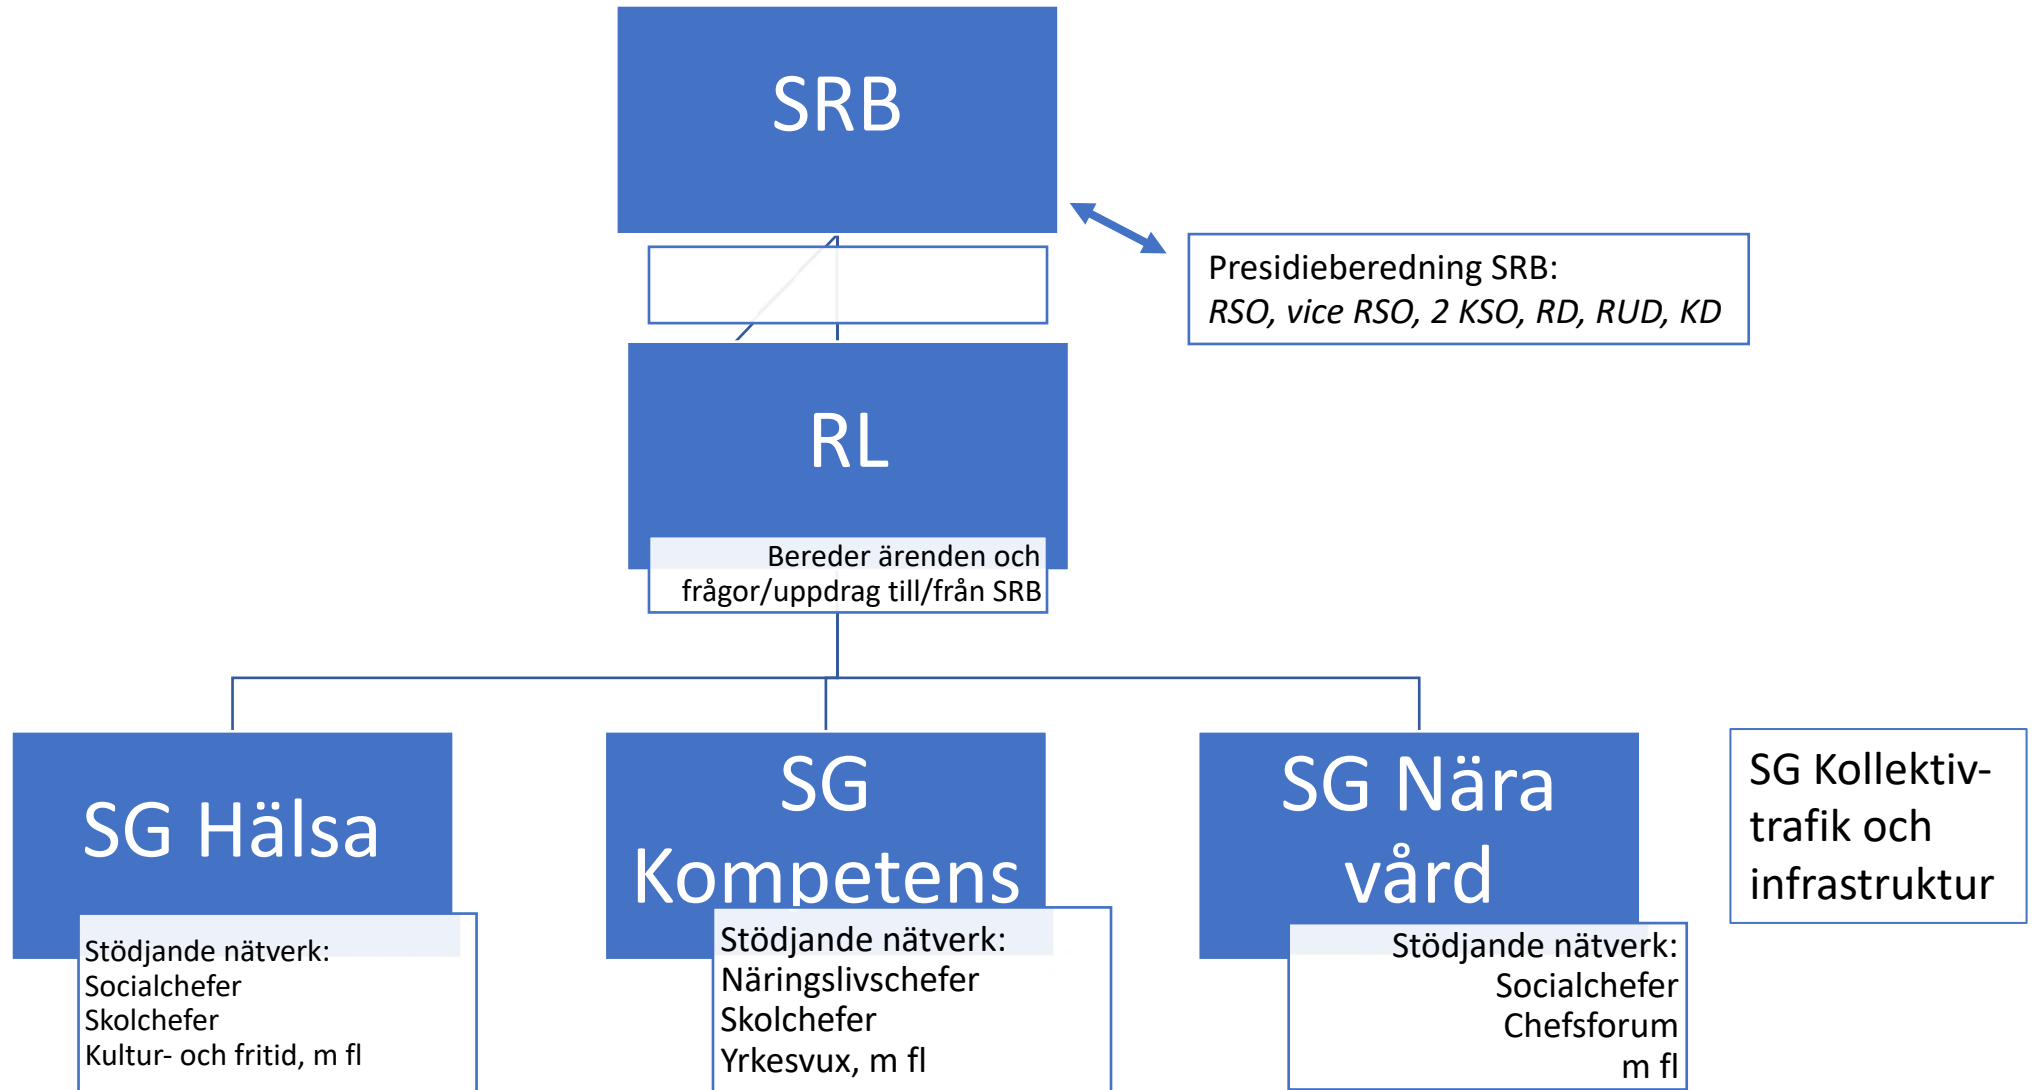 SRB
Presidieberedning SRB:
RSO, vice RSO, 2 KSO, RD, RUD, KD
RL
Bereder ärenden och
frågor/uppdrag till/från SRB
SG Hälsa
Stödjande nätverk:
Socialchefer
Skolchefer
Kultur- och fritid, m fl
SG
Kompetens
Stödjande nätverk:
Näringslivschefer
Skolchefer
Yrkesvux, m fl
SG Nära
vård
Stödjande nätverk:
Socialchefer
Chefsforum
m fl
SG Kollektiv-
trafik och
infrastruktur